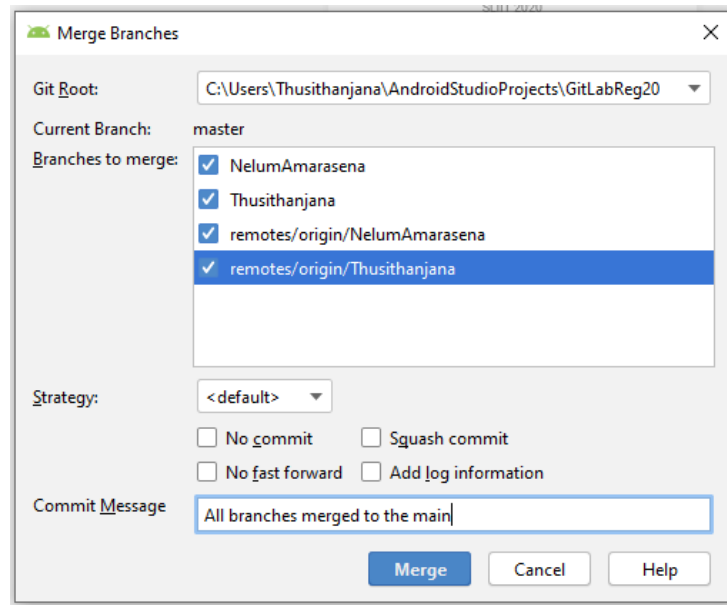 SLIIT 2020
Merge Branches
Git Root: C:\Users\Thusithanjana\AndroidStudioProjects\GitLabReg20
Current Branch: master
Branches to merge:
NelumAmarasena
Thusithanjana
remotes/origin/NelumAmarasena
remotes/origin/Thusithanjana
Strategy: <default>
No commit Squash commit
No fast forward Add log information
Commit Message All branches merged to the main
Merge Cancel Help